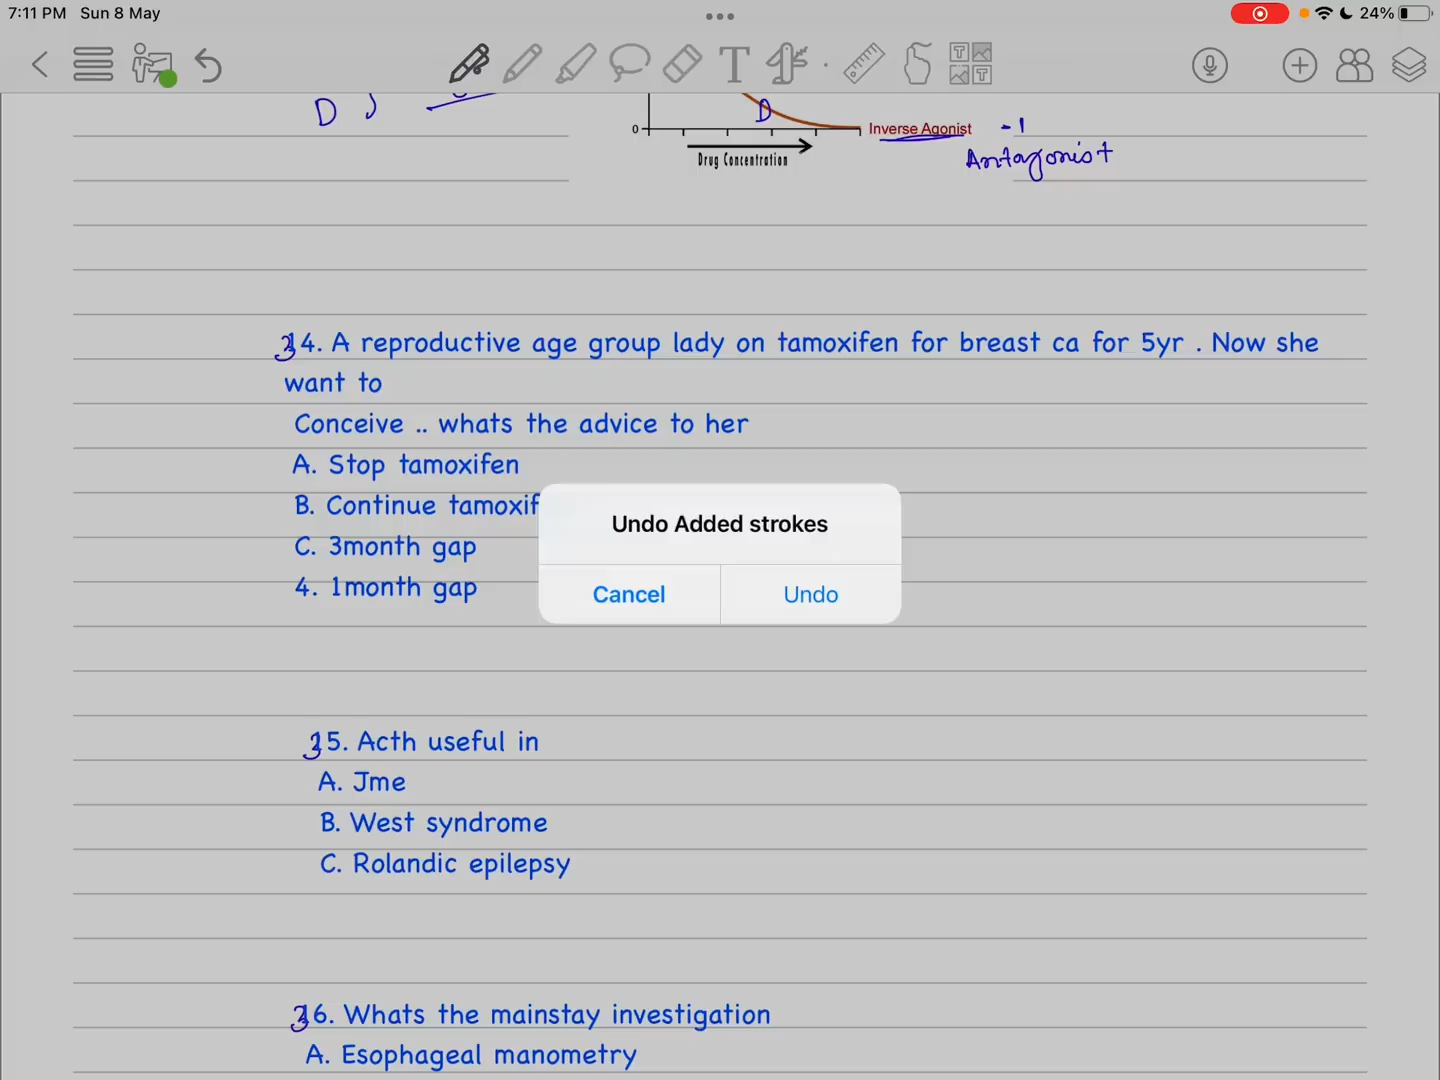 7:11 PM Sun 8 May
24%
D
D
0
Inverse Agonist -1
Drug Concentration
Antagonist
34. A reproductive age group lady on tamoxifen for breast ca for 5yr . Now she
want to
Conceive .. whats the advice to her
A. Stop tamoxifen
B. Continue tamoxif
C. 3month gap
4. 1month gap
Undo Added strokes
Cancel Undo
35. Acth useful in
A. Jme
B. West syndrome
C. Rolandic epilepsy
36. Whats the mainstay investigation
A. Esophageal manometry